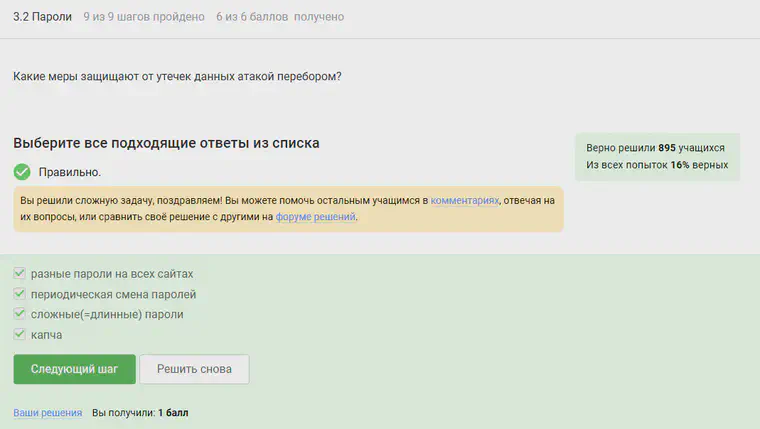 3.2 Пароли 9 из 9 шагов пройдено 6 из 6 баллов получено
Какие меры защищают от утечек данных атакой перебором?
Выберите все подходящие ответы из списка
Правильно.
Вы решили сложную задачу, поздравляем! Вы можете помочь остальным учащимся в комментариях, отвечая на
их вопросы, или сравнить своё решение с другими на форуме решений.
Верно решили 895 учащихся
Из всех попыток 16% верных
разные пароли на всех сайтах
периодическая смена паролей
сложные(=длинные) пароли
капча
Следующий шаг Решить снова
Ваши решения Вы получили: 1 балл